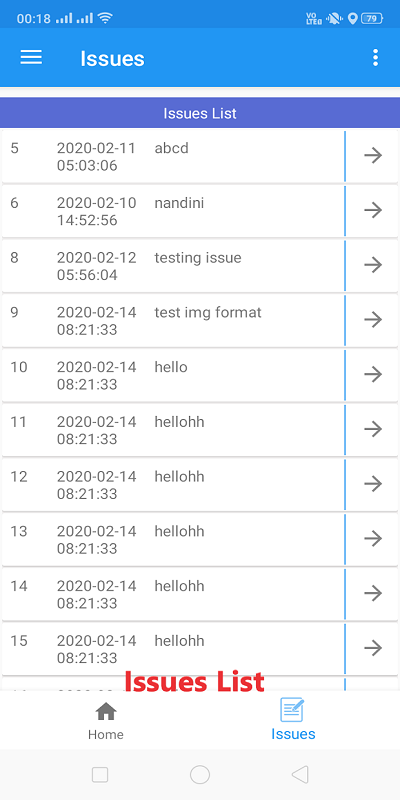 00:18 VO LTED 79
Issues
Issues List
5 2020-02-11 abcd
05:03:06
6 2020-02-10 nandini
14:52:56
8 2020-02-12 testing issue
05:56:04
9 2020-02-14 test img format
08:21:33
10 2020-02-14 hello
08:21:33
11 2020-02-14 hellohh
08:21:33
12 2020-02-14 hellohh
08:21:33
13 2020-02-14 hellohh
08:21:33
14 2020-02-14 hellohh
08:21:33
15 2020-02-14 hellohh
08:21:33
Issues List
Home Issues